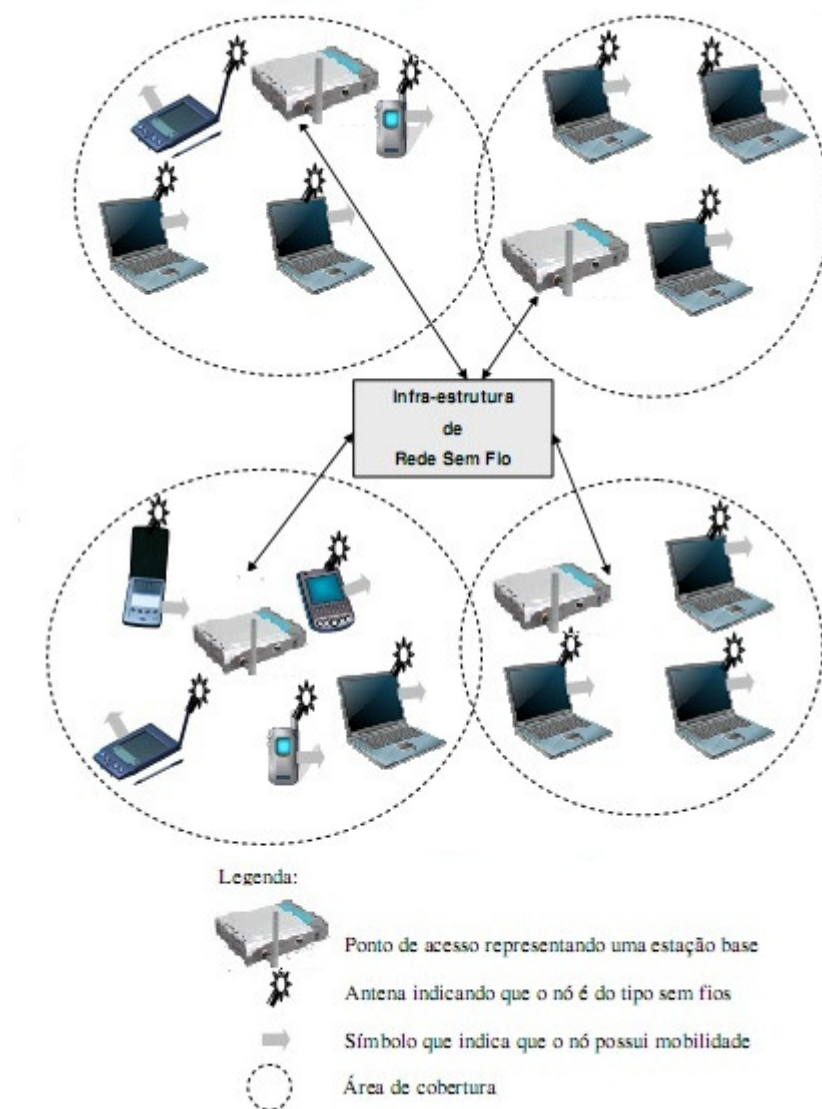 Infra-estrutura
de
Rede Sem Fio
Legenda:
Ponto de acesso representando uma estação base
Antena indicando que o nó é do tipo sem fios
Símbolo que indica que o nó possui mobilidade
Área de cobertura